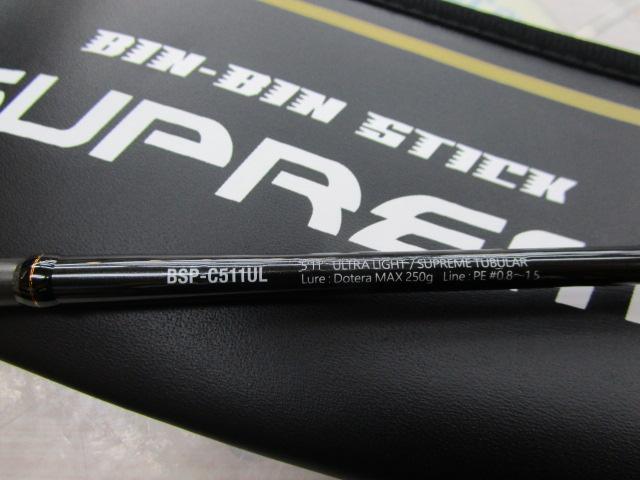 BIN-BIN STICK
SUPREM
BSP-C511UL
5'11" ULTRA LIGHT / SUPREME TUBULAR
Lure : Dotera MAX 250g Line : PE #0.8~1.5